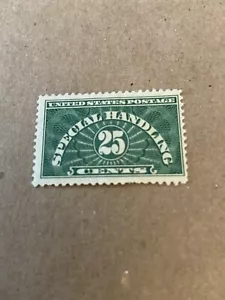 UNITED STATES POSTAGE
SPECIAL HANDLING
25
CENTS